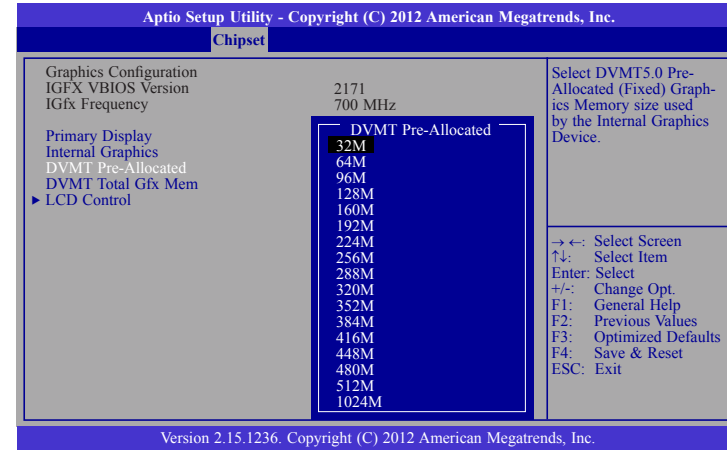 Aptio Setup Utility - Copyright (C) 2012 American Megatrends, Inc.
Chipset
Graphics Configuration
IGFX VBIOS Version 2171
IGfx Frequency 700 MHz
Primary Display
Internal Graphics
DVMT Pre-Allocated
DVMT Total Gfx Mem
▶ LCD Control
DVMT Pre-Allocated
32M
64M
96M
128M
160M
192M
224M
256M
288M
320M
352M
384M
416M
448M
480M
512M
1024M
Select DVMT5.0 Pre-
Allocated (Fixed) Graph-
ics Memory size used
by the Internal Graphics
Device.
→←: Select Screen
↑↓: Select Item
Enter: Select
+/-: Change Opt.
F1: General Help
F2: Previous Values
F3: Optimized Defaults
F4: Save & Reset
ESC: Exit
Version 2.15.1236. Copyright (C) 2012 American Megatrends, Inc.